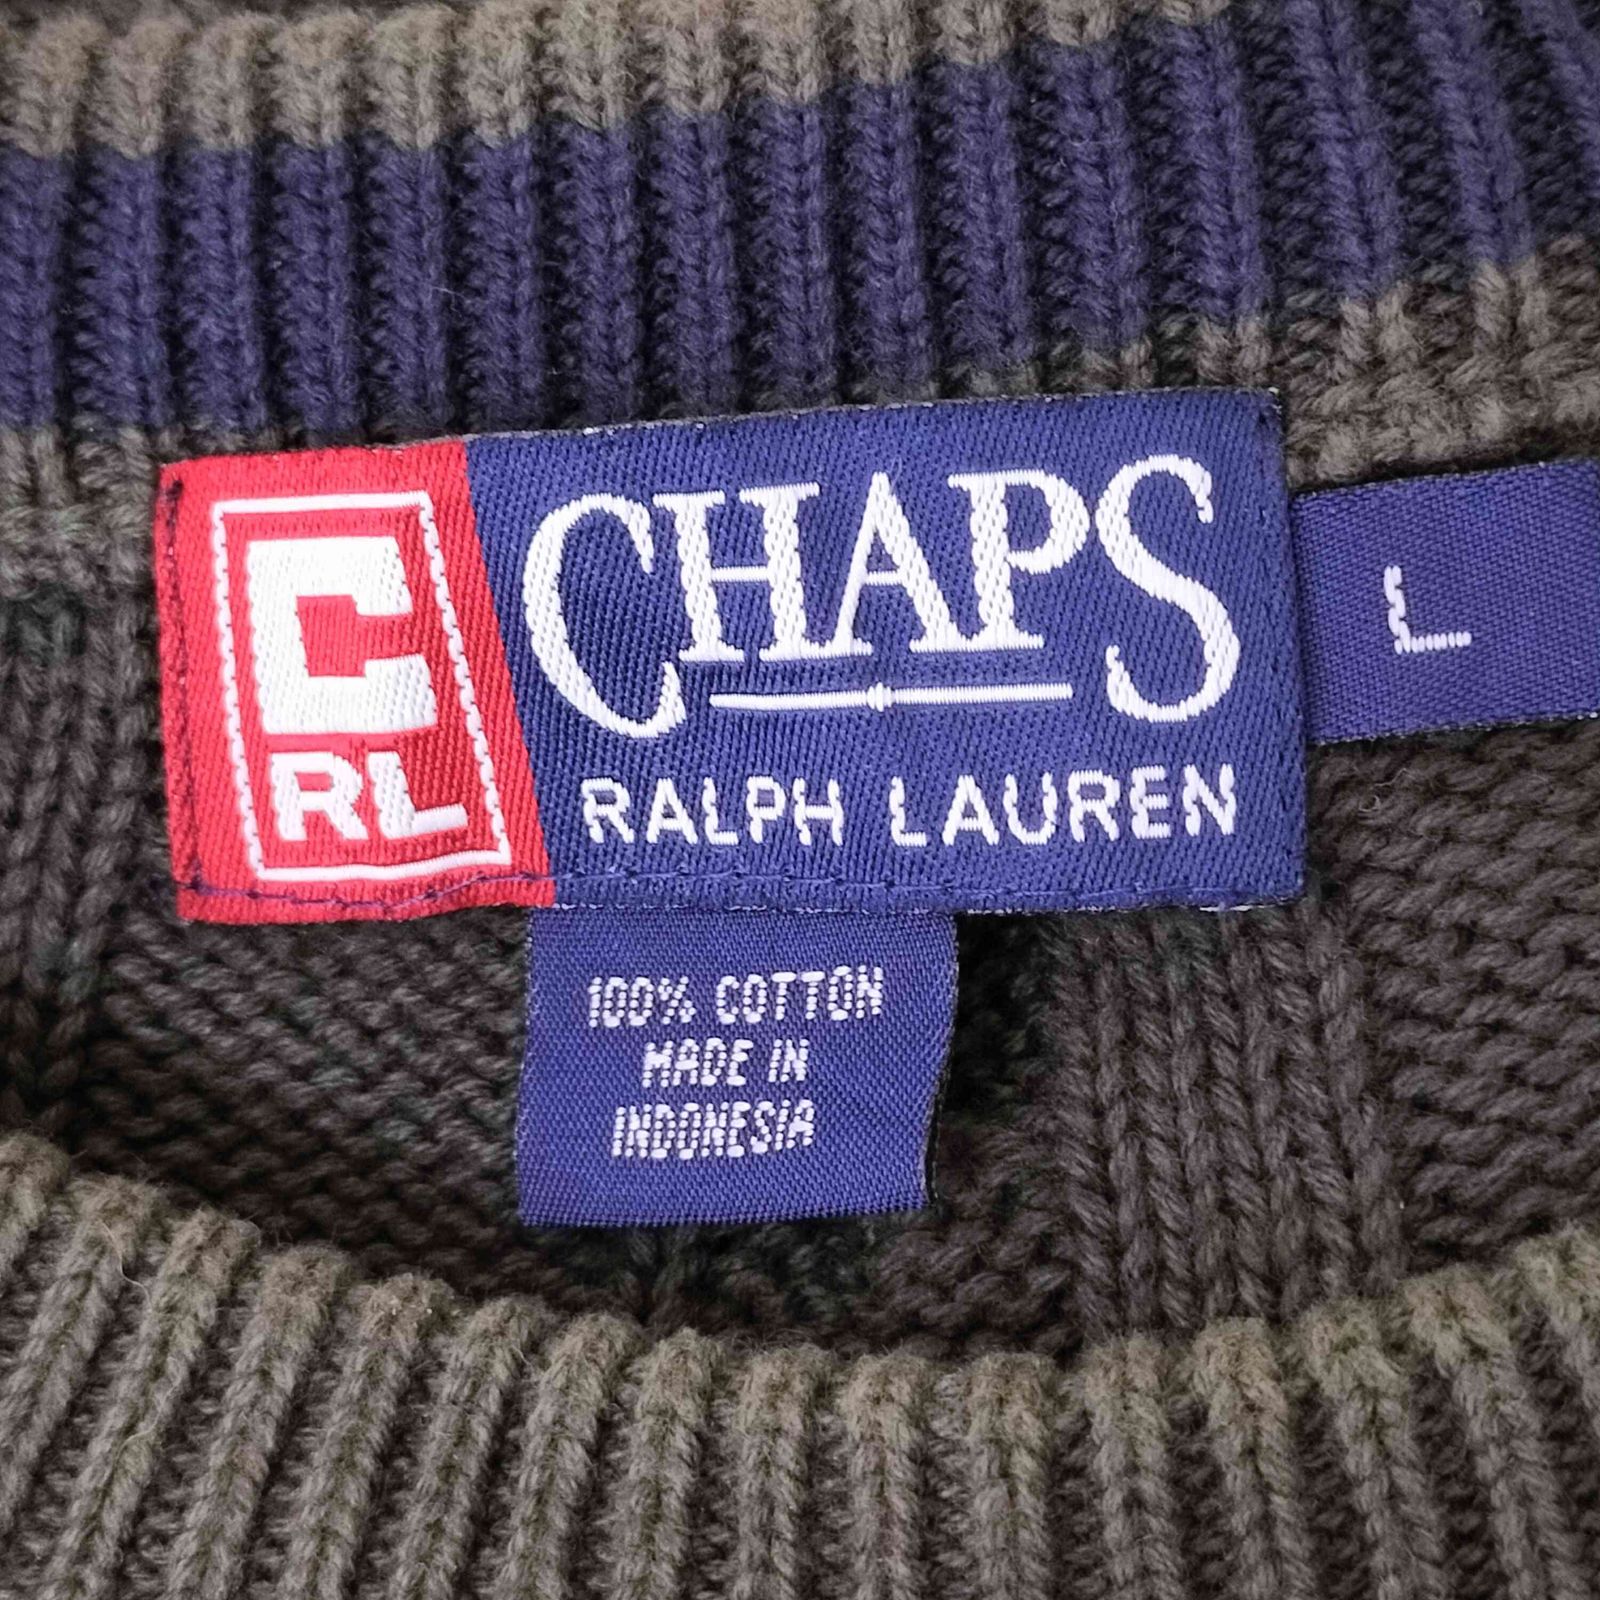 C
RL
CHAPS
RALPH LAUREN
L
100% COTTON
MADE IN
INDONESIA